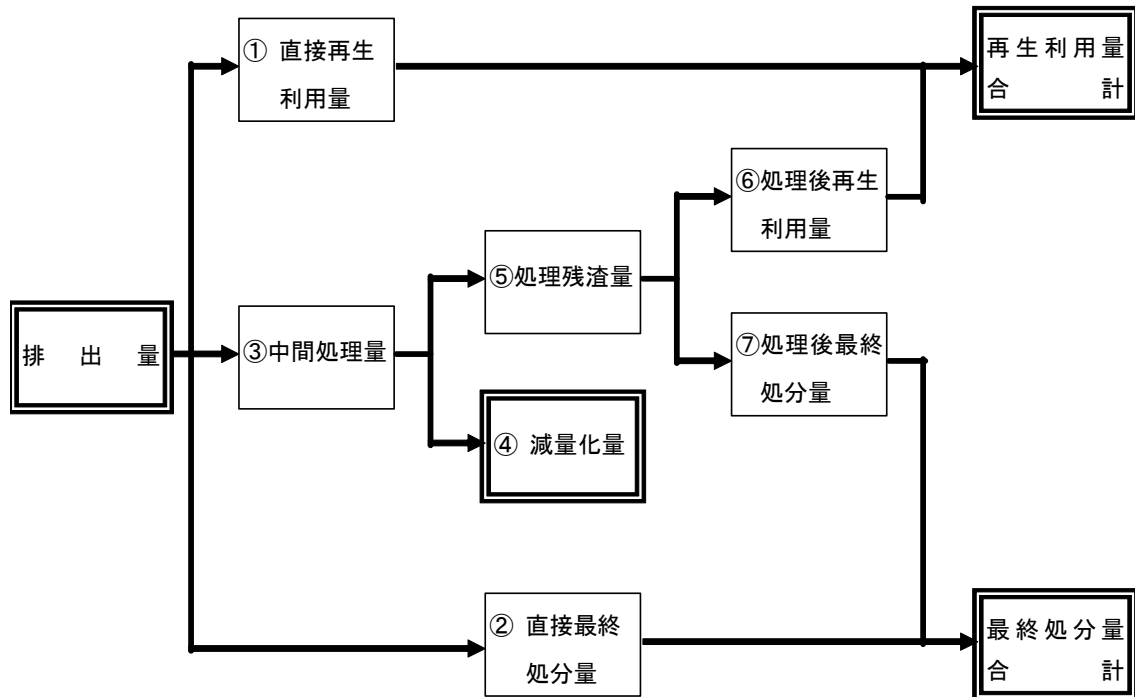 ① 直接再生
利用量
再生利用量
合計
⑥処理後再生
利用量
⑤処理残渣量
排出量
③中間処理量
⑦処理後最終
処分量
④ 減量化量
② 直接最終
処分量
最終処分量
合計